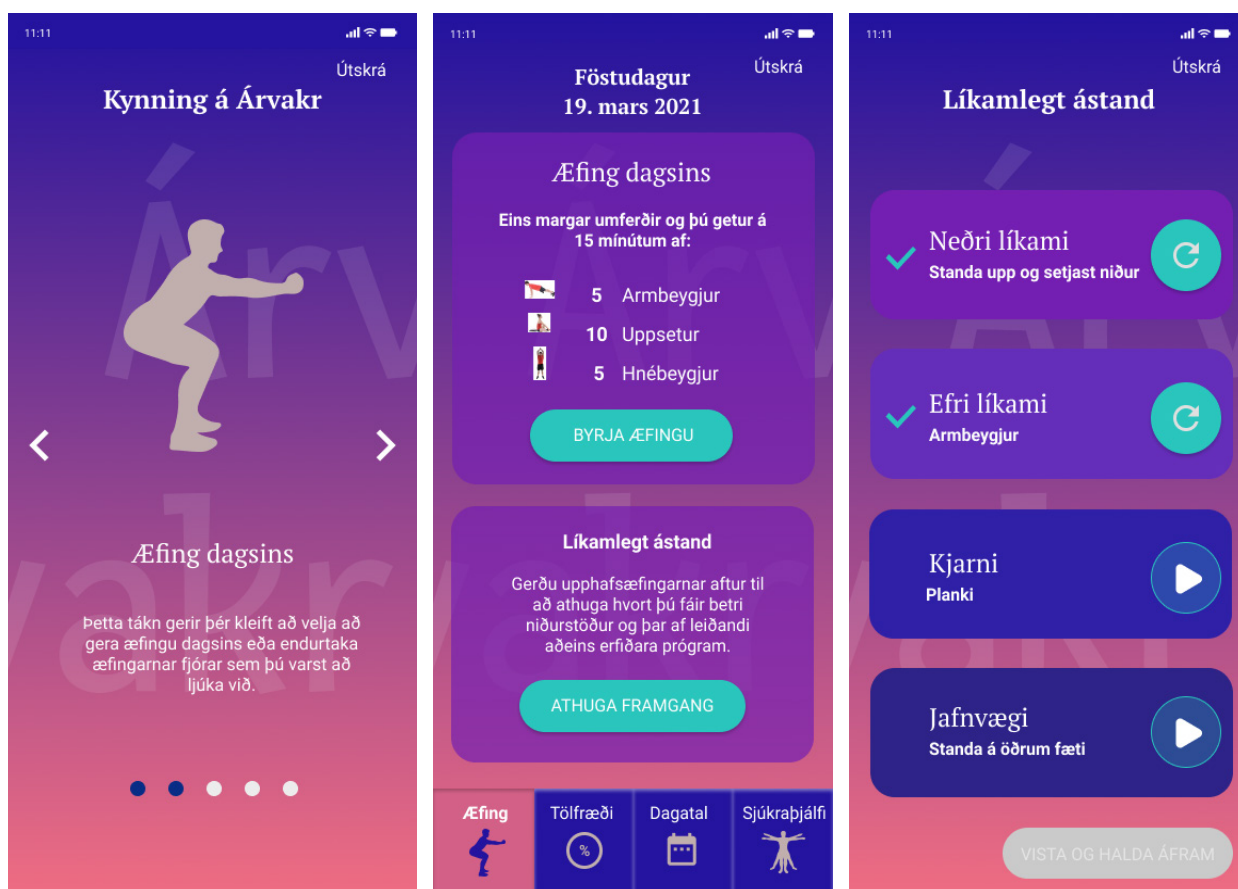 11:11
Útskrá
Kynning á Árvakr
Árv
Æfing dagsins
vakr
Þetta tákn gerir þér kleift að velja að
gera æfingu dagsins eða endurtaka
æfingarnar fjórar sem þú varst að
ljúka við.
11:11
Útskrá
Föstudagur
19. mars 2021
Æfing dagsins
Eins margar umferðir og þú getur á
15 mínútum af:
5 Armbeygjur
10 Uppsetur
5 Hnébeygjur
BYRJA ÆFINGU
Líkamlegt ástand
Gerðu upphafsæfingarnar aftur til
að athuga hvort þú fáir betri
niðurstöður og þar af leiðandi
aðeins erfiðara prógram.
ATHUGA FRAMGANG
Æfing
Tölfræði
%
Dagatal
Sjúkraþjálfi
11:11
Útskrá
Líkamlegt ástand
Neðri líkami
Standa upp og setjast niður
Efri líkami
Armbeygjur
Kjarni
Planki
Jafnvægi
Standa á öðrum fæti
VISTA OG HALDA ÁFRAM